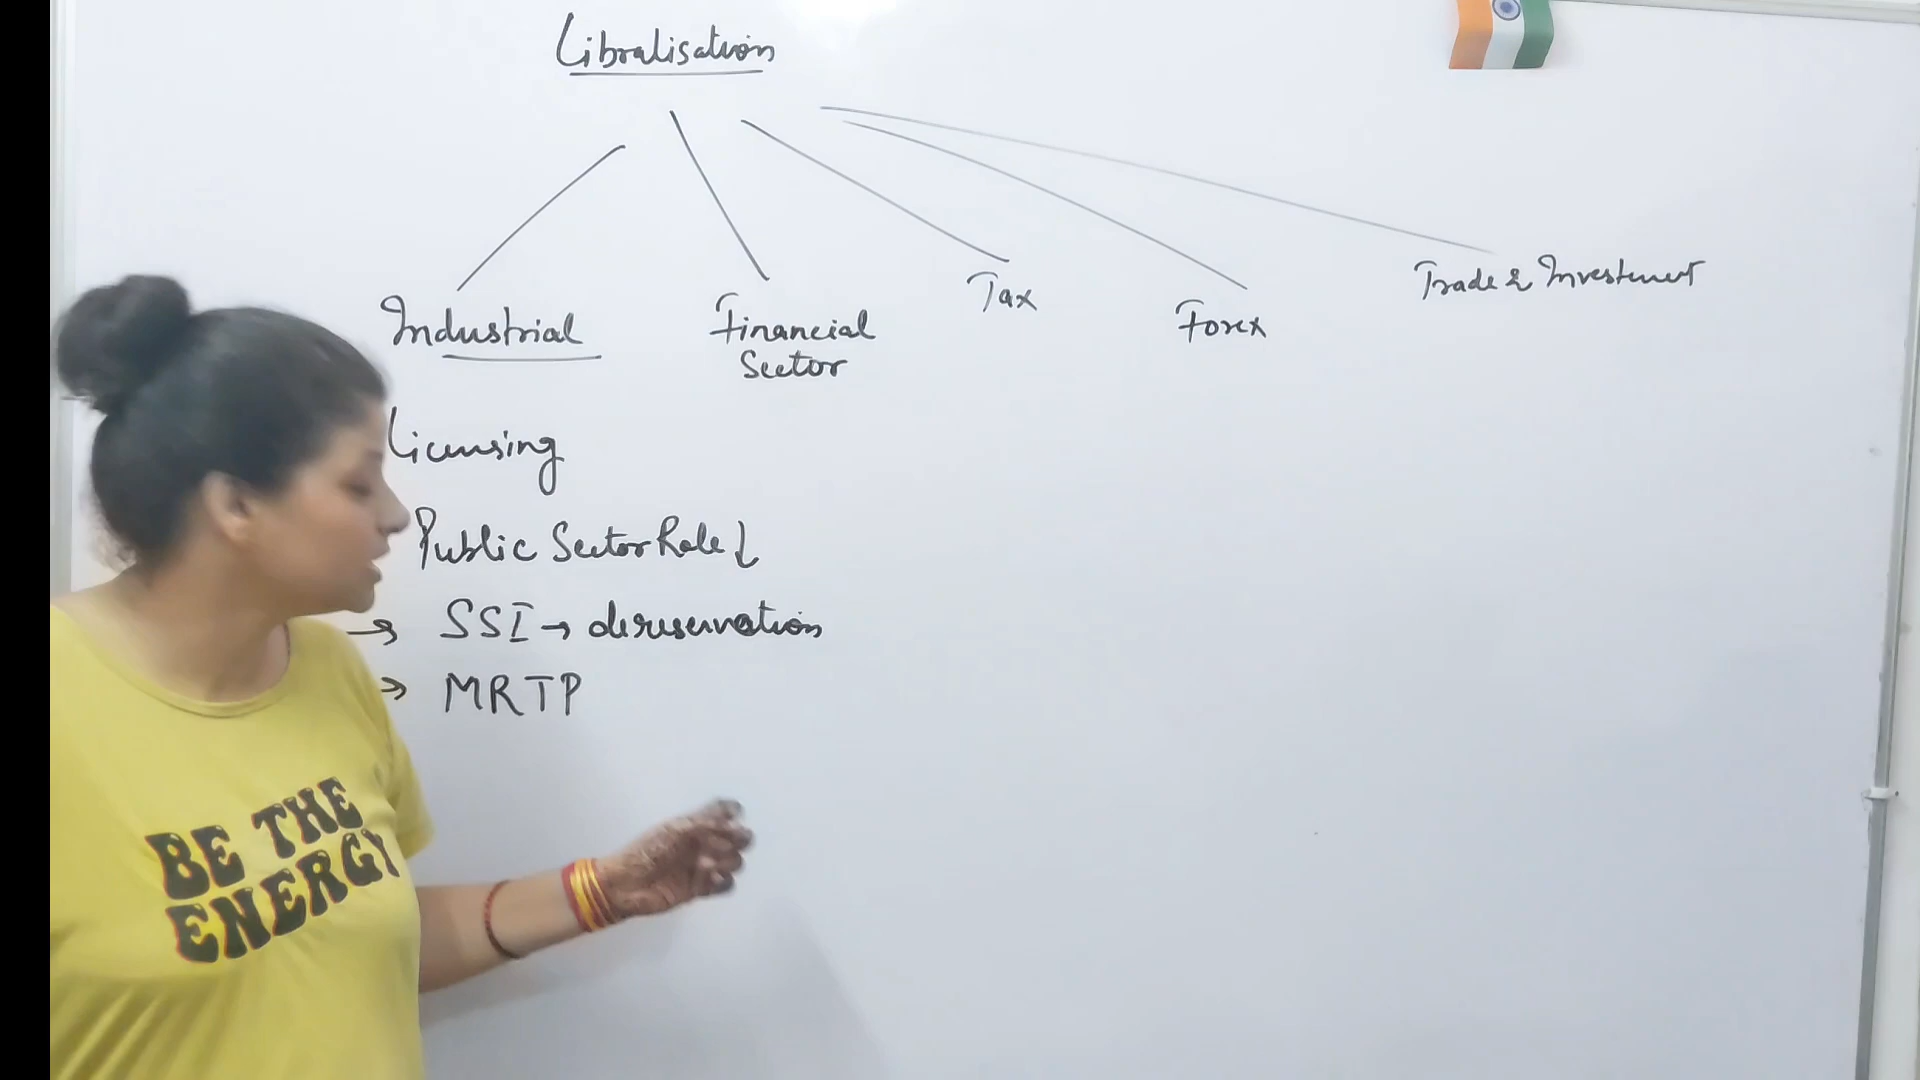 Libralisation
Industrial
Financial
Sector
Tax
Forex
Trade & Investment
Licensing
Public Sector Role ↓
→ SSI → dereservation
→ MRTP
BE THE
ENERGY